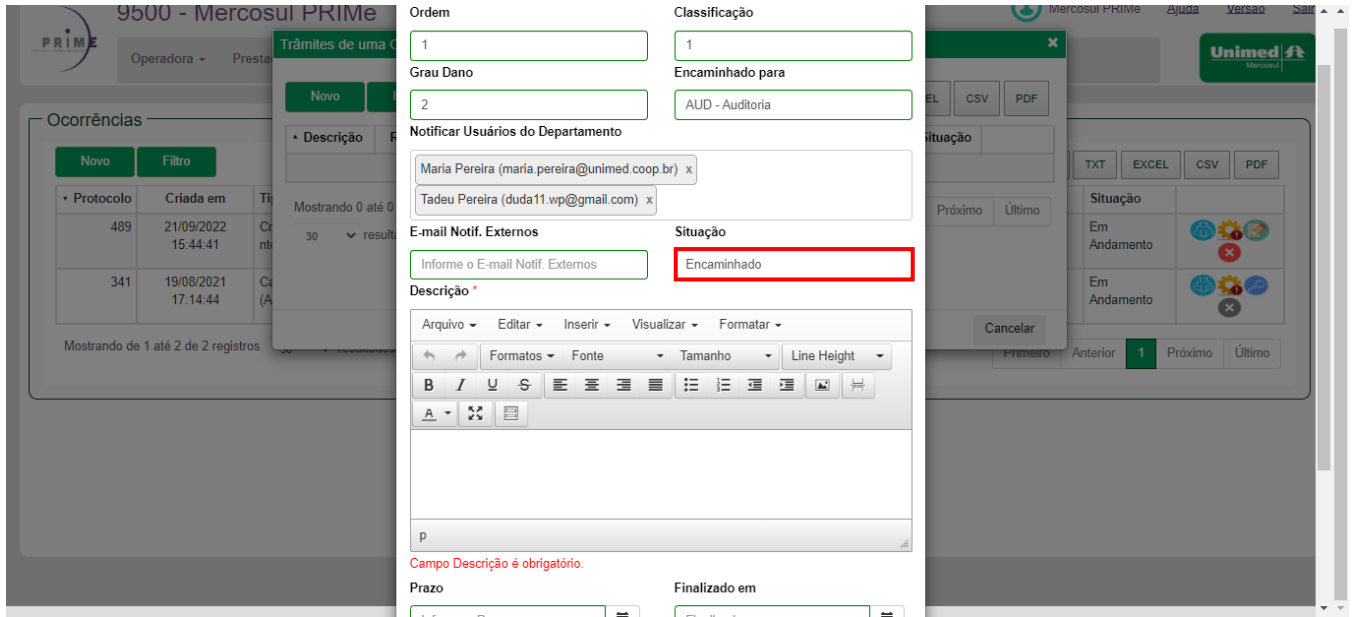 9500 - Mercosul PRIMe
Mercosul PRIMe Ajuda Versão Sair
PRIME
Operadora Presta
Unimed
Mercosul
Trâmites de uma
Novo
EL CSV PDF
Descrição
Situação
Mostrando 0 até 0
Próximo Último
30 result
Cancelar
Ocorrências
Novo Filtro
TXT EXCEL CSV PDF
Protocolo Criada em Situação
489 21/09/2022 Em
15:44:41 Andamento
341 19/08/2021 Em
17:14:44 Andamento
Mostrando de 1 até 2 de 2 registros
Primeiro Anterior 1 Próximo Último
Ordem Classificação
1 1
Grau Dano Encaminhado para
2 AUD - Auditoria
Notificar Usuários do Departamento
Maria Pereira (maria.pereira@unimed.coop.br) x
Tadeu Pereira (duda11.wp@gmail.com) x
E-mail Notif. Externos Situação
Informe o E-mail Notif. Externos Encaminhado
Descrição *
Arquivo Editar Inserir Visualizar Formatar
Formatos Fonte Tamanho Line Height
B I U S
A
p
Campo Descrição é obrigatório.
Prazo Finalizado em